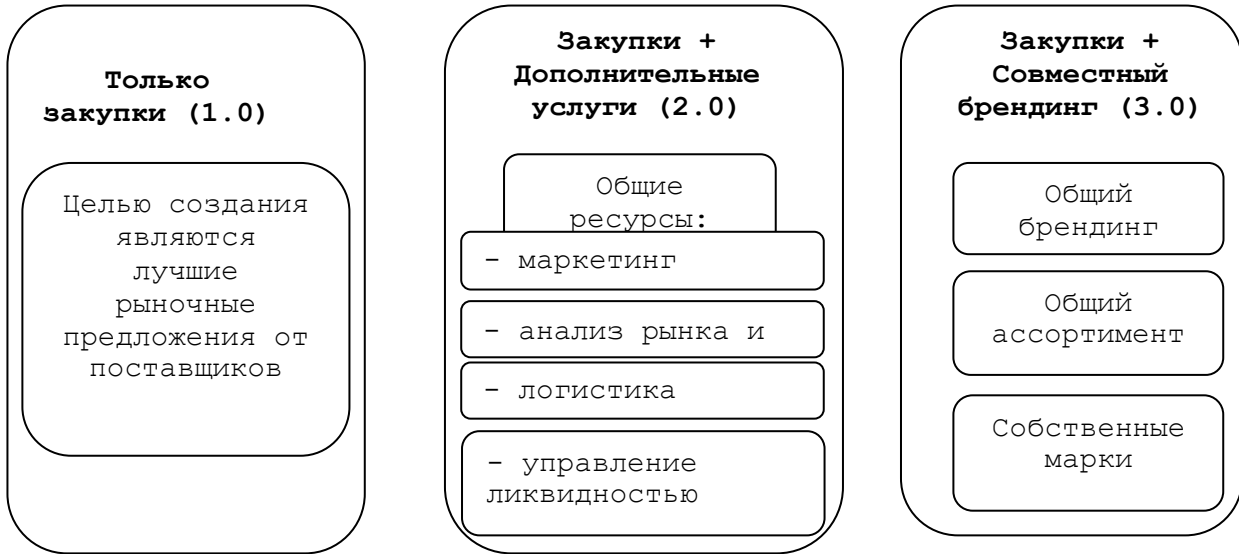 Только
закупки (1.0)
Целью создания
являются
лучшие
рыночные
предложения от
поставщиков
Закупки +
Дополнительные
услуги (2.0)
Общие
ресурсы:
- маркетинг
- анализ рынка и
- логистика
- управление
ликвидностью
Закупки +
Совместный
брендинг (3.0)
Общий
брендинг
Общий
ассортимент
Собственные
марки